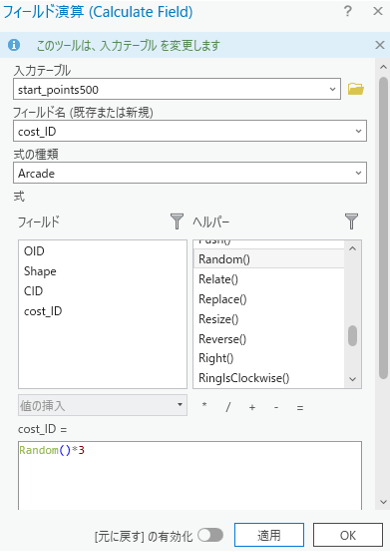 フィールド演算 (Calculate Field)
? ×
このツールは、入力テーブル を変更します
入力テーブル
start_points500
フィールド名 (既存または新規)
cost_ID
式の種類
Arcade
式
フィールド
ヘルパー
OID
Shape
CID
cost_ID
Push()
Random()
Relate()
Replace()
Resize()
Reverse()
Right()
RingIsClockwise()
値の挿入
* / + - =
cost_ID =
Random()*3
[元に戻す] の有効化
適用
OK